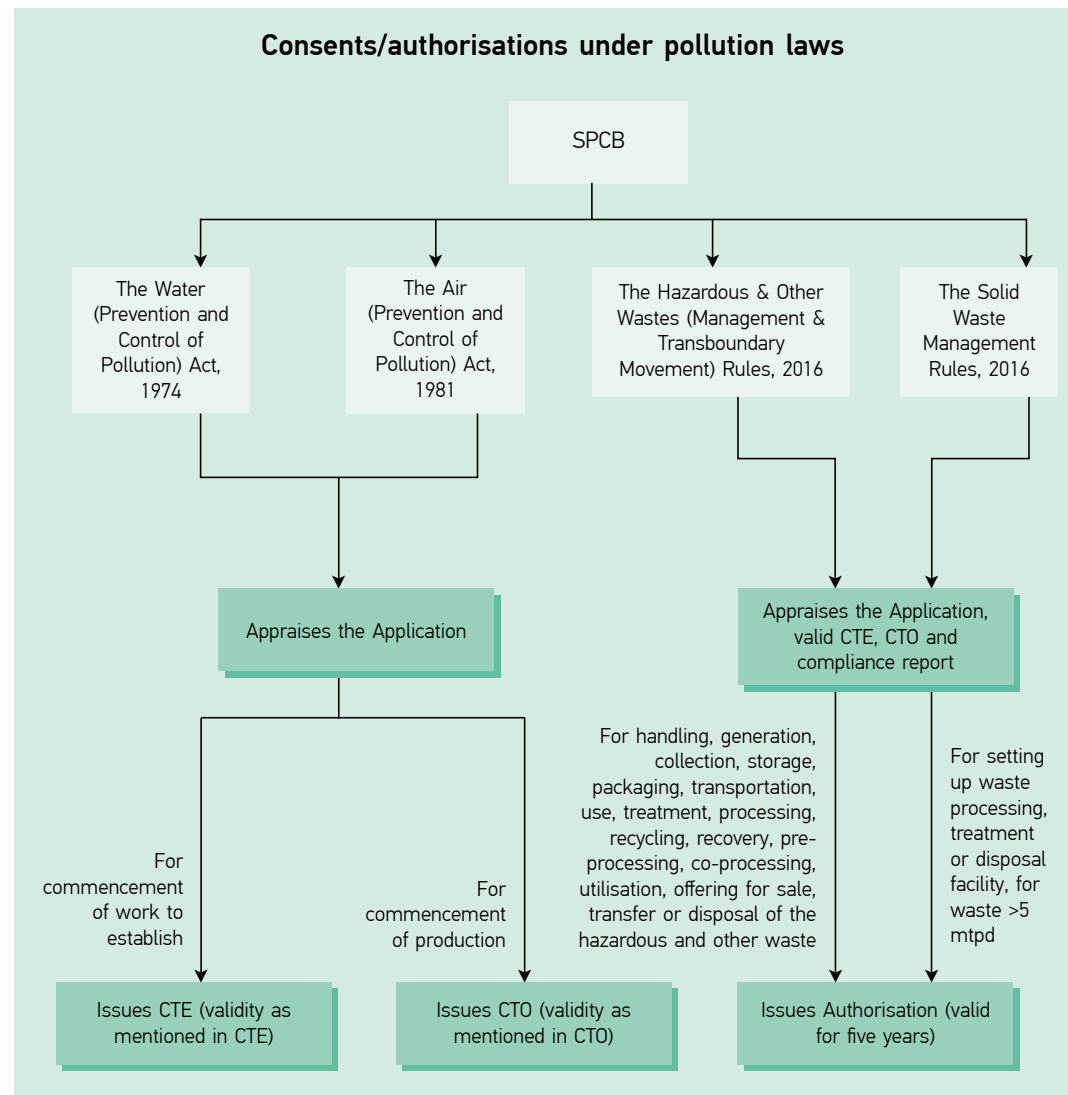 Consents/authorisations under pollution laws
SPCB
The Water
(Prevention and
Control of
Pollution) Act,
1974
The Air
(Prevention and
Control of
Pollution) Act,
1981
The Hazardous & Other
Wastes (Management &
Transboundary
Movement) Rules, 2016
The Solid
Waste
Management
Rules, 2016
Appraises the Application
Appraises the Application,
valid CTE, CTO and
compliance report
For
commencement
of work to
establish
For
commencement
of production
For handling, generation,
collection, storage,
packaging, transportation,
use, treatment, processing,
recycling, recovery, pre-
processing, co-processing,
utilisation, offering for sale,
transfer or disposal of the
hazardous and other waste
For setting
up waste
processing,
treatment
or disposal
facility, for
waste >5
mtpd
Issues CTE (validity as
mentioned in CTE)
Issues CTO (validity as
mentioned in CTO)
Issues Authorisation (valid
for five years)